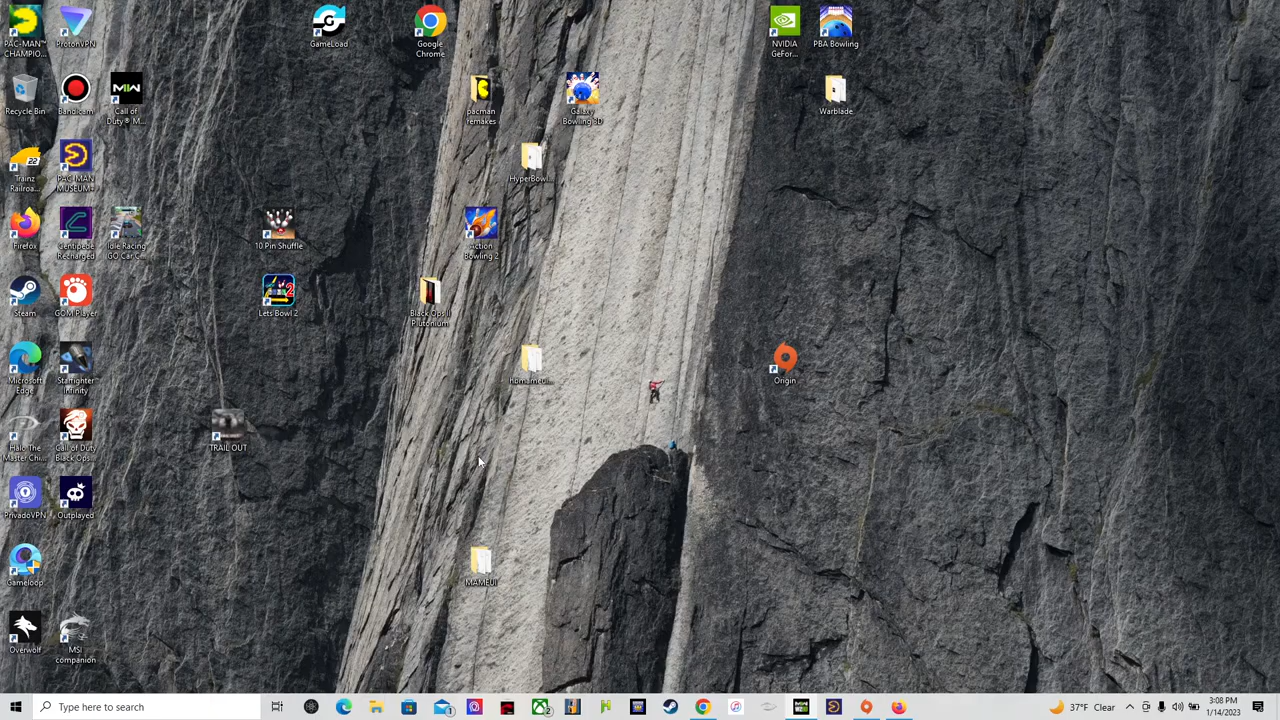 PAC-MAN™
CHAMPIO...
ProtonVPN
GameLoad
Google
Chrome
NVIDIA
GeFor...
PBA Bowling
Recycle Bin
Bandicam
Call of
Duty® M...
pacman
remakes
Galaxy
Bowling 3D
Warblade
Trainz
Railroa...
PAC-MAN
MUSEUM+
HyperBowl...
Firefox
Centipede
Recharged
Idle Racing
GO Car C...
10 Pin Shuffle
Action
Bowling 2
Steam
GOM Player
Lets Bowl 2
Black Ops II
Plutonium
Microsoft
Edge
Starfighter
Infinity
Hbmameui...
Origin
Halo The
Master Chi...
Call of Duty
Black Ops...
TRAIL OUT
PrivadoVPN
Outplayed
Gameloop
MAMEUI
Overwolf
MSI
companion
Type here to search
37°F Clear
3:08 PM
1/14/2023